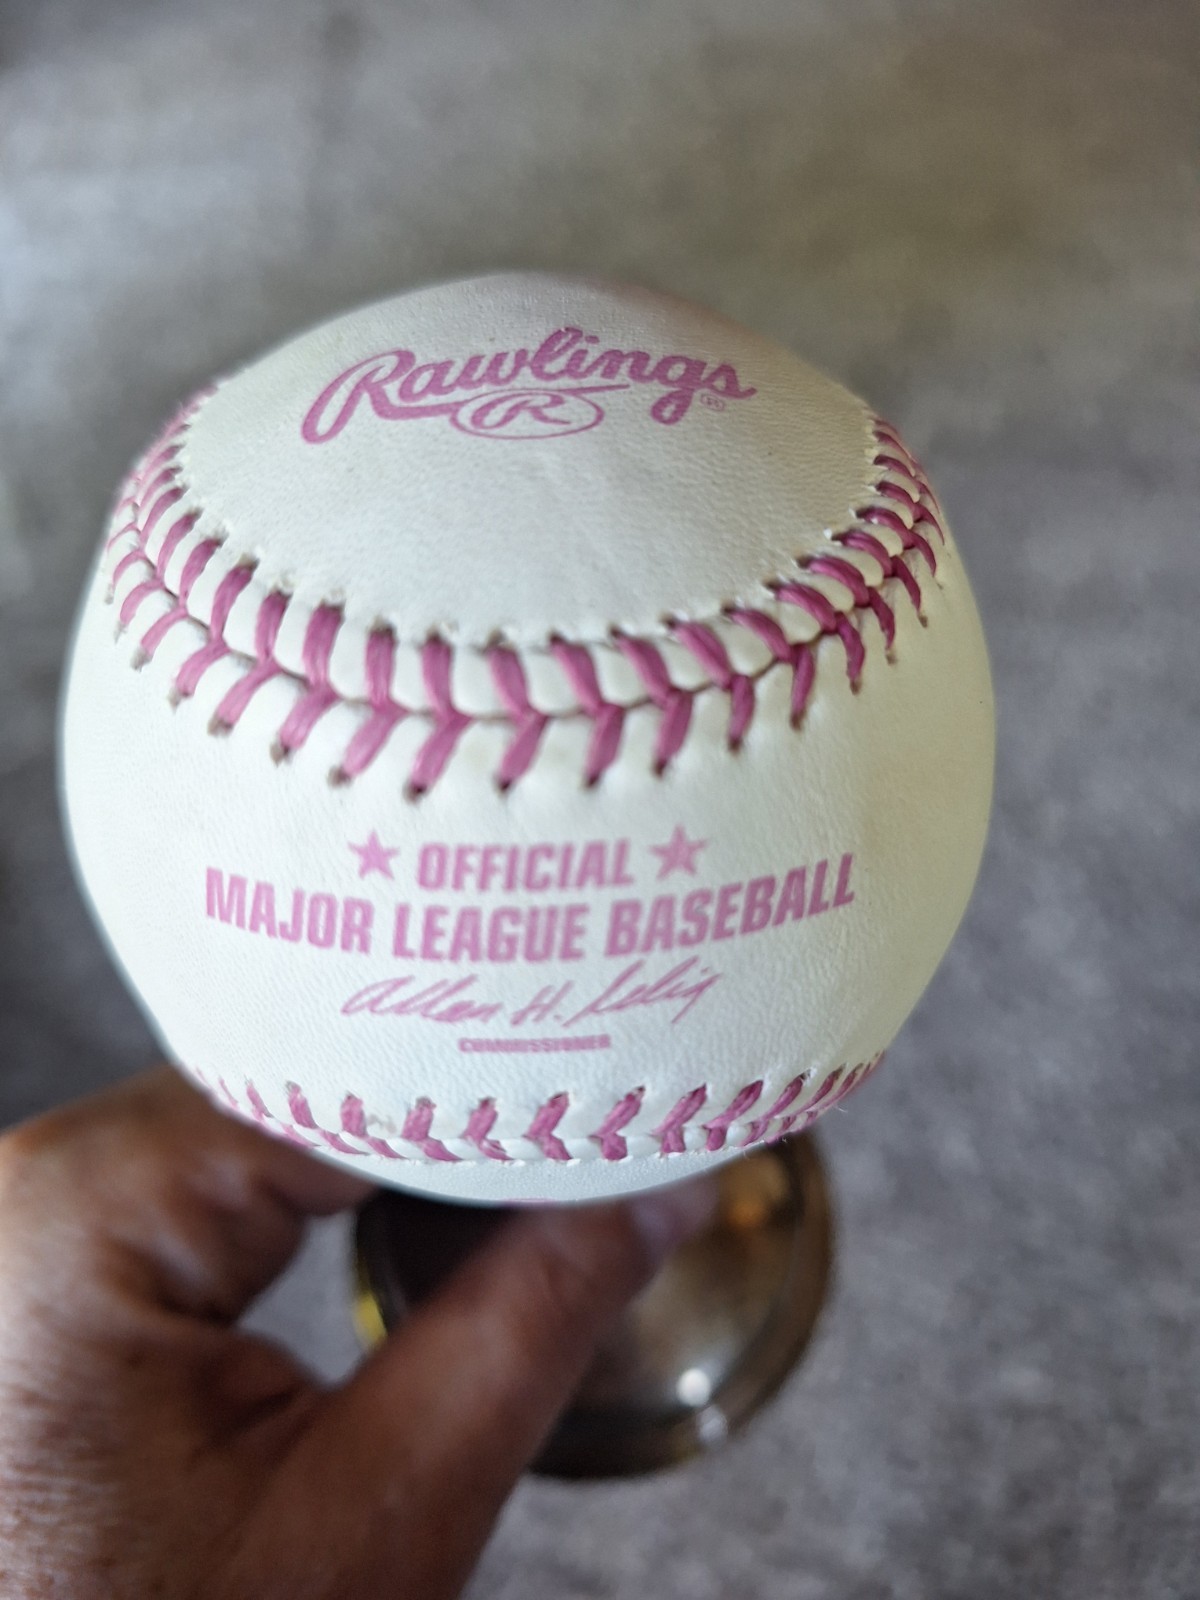 Rawlings
R
★ OFFICIAL ★
MAJOR LEAGUE BASEBALL
Allan H. Selig
COMMISSIONER